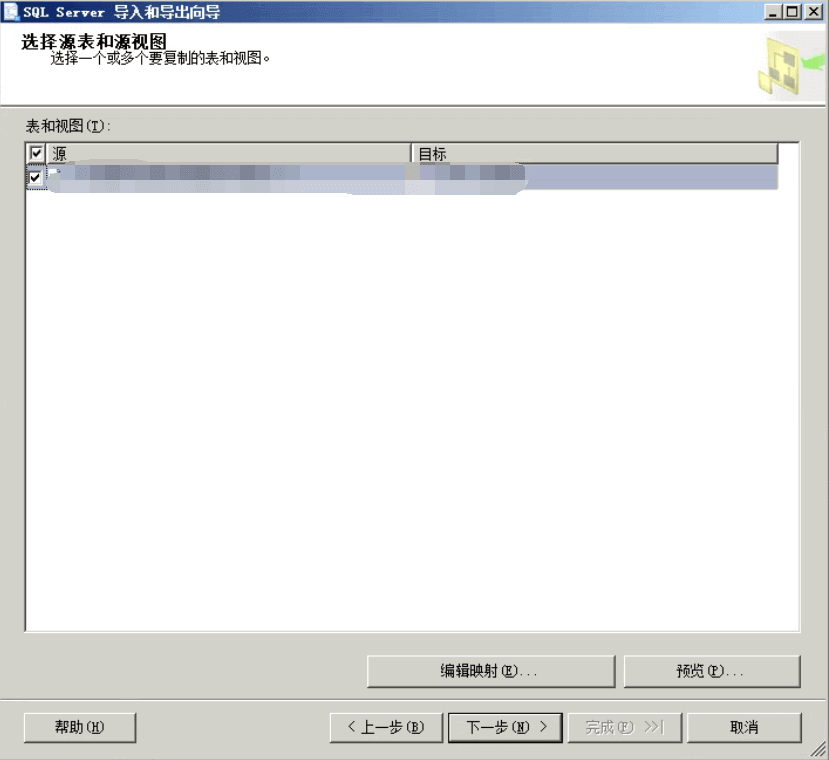 SQL Server 导入和导出向导
选择源表和源视图
选择一个或多个要复制的表和视图。
表和视图(T):
源 目标
编辑映射(E)... 预览(P)...
帮助(H) < 上一步(B) 下一步(N) > 完成(F) >>| 取消